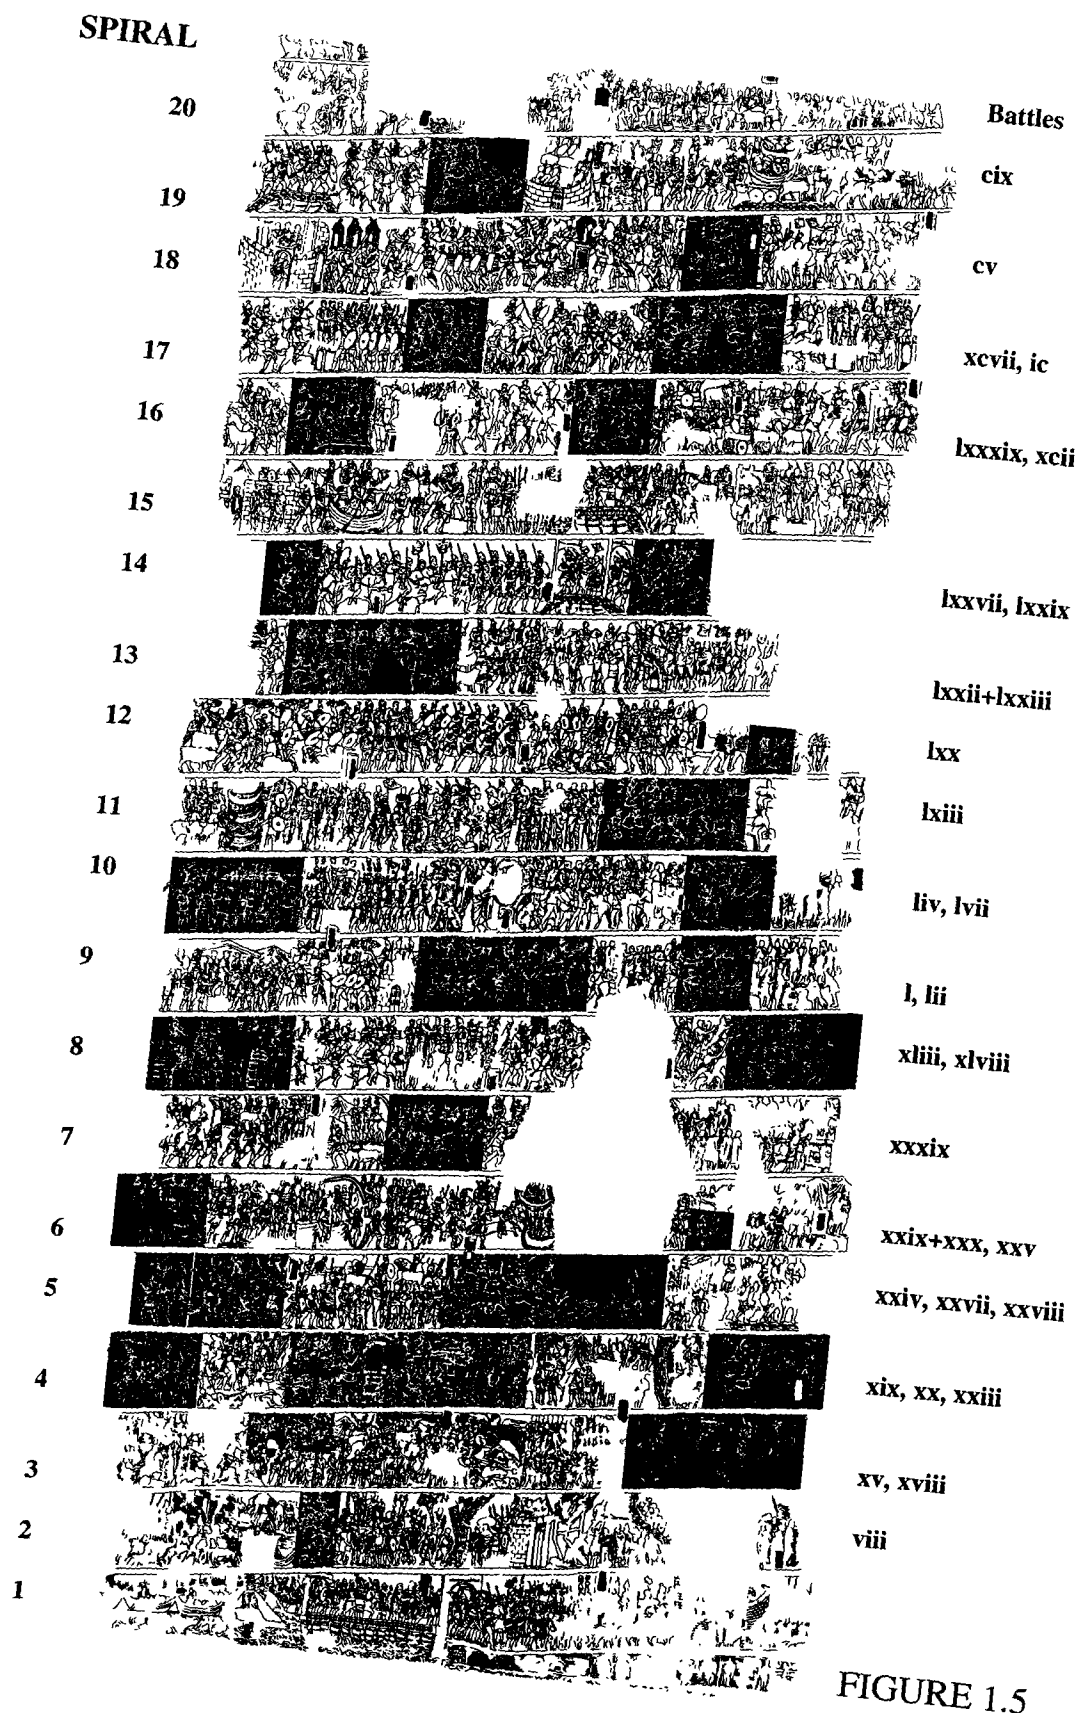 SPIRAL
20 Battles
19 cix
18 cv
17 xcvii, ic
16 lxxxix, xcii
15
14 lxxvii, lxxix
13 lxxii+lxxiii
12 lxx
11 lxiii
10 liv, lvii
9 l, lii
8 xliii, xlviii
7 xxxix
6 xxix+xxx, xxv
5 xxiv, xxvii, xxviii
4 xix, xx, xxiii
3 xv, xviii
2 viii
1
FIGURE 1.5